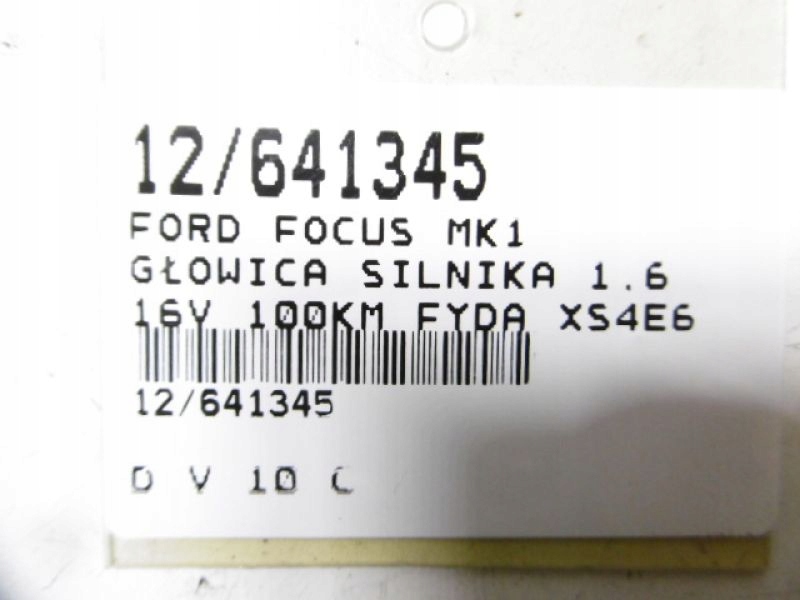 12/641345
FORD FOCUS MK1
GŁOWICA SILNIKA 1.6
16V 100KM FYDA XS4E6
12/641345
D V 10 C